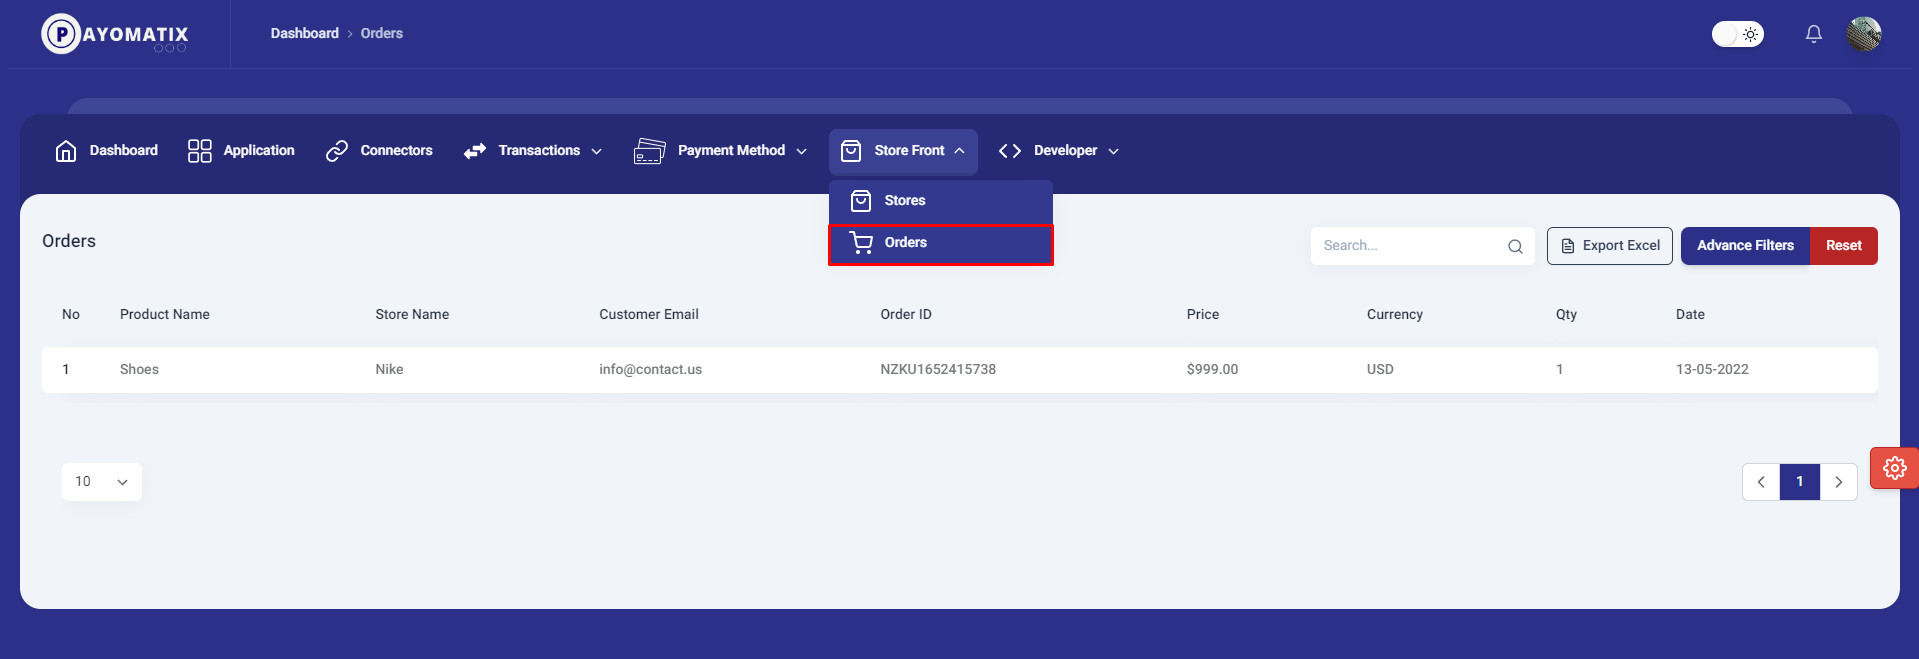 PAYOMATIX
Dashboard > Orders
Dashboard Application Connectors Transactions Payment Method Store Front Developer
Stores
Orders
Orders
Search... Export Excel Advance Filters Reset
No Product Name Store Name Customer Email Order ID Price Currency Qty Date
1 Shoes Nike info@contact.us NZKU1652415738 $999.00 USD 1 13-05-2022
10 1